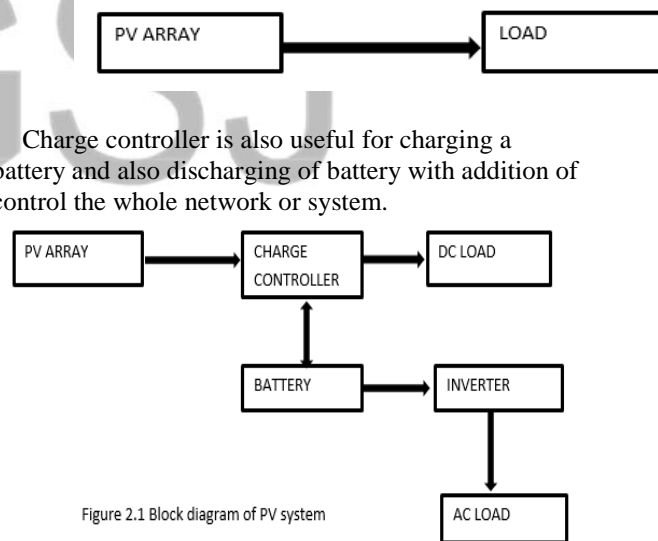 GSJ
PV ARRAY
LOAD
Charge controller is also useful for charging a
battery and also discharging of battery with addition of
control the whole network or system.
PV ARRAY
CHARGE
CONTROLLER
DC LOAD
BATTERY
INVERTER
AC LOAD
Figure 2.1 Block diagram of PV system